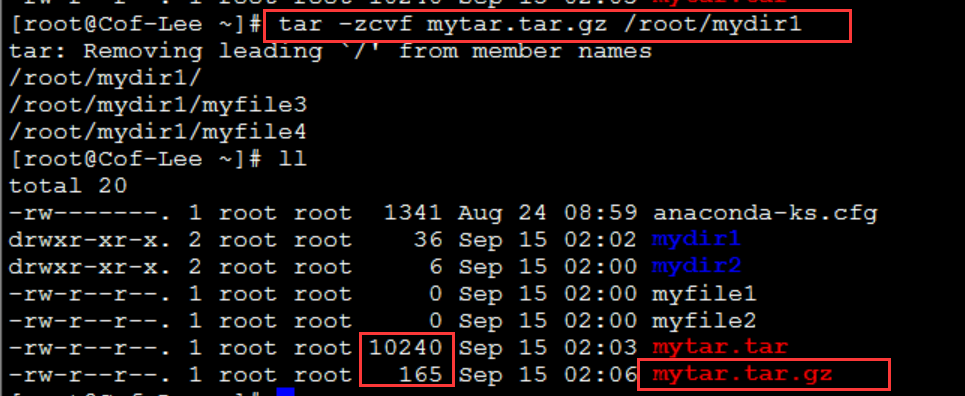 [root@Cof-Lee ~]# tar -zcvf mytar.tar.gz /root/mydir1
tar: Removing leading `/' from member names
/root/mydir1/
/root/mydir1/myfile3
/root/mydir1/myfile4
[root@Cof-Lee ~]# ll
total 20
-rw-------. 1 root root  1341 Aug 24 08:59 anaconda-ks.cfg
drwxr-xr-x. 2 root root    36 Sep 15 02:02 mydir1
drwxr-xr-x. 2 root root     6 Sep 15 02:00 mydir2
-rw-r--r--. 1 root root     0 Sep 15 02:00 myfile1
-rw-r--r--. 1 root root     0 Sep 15 02:00 myfile2
-rw-r--r--. 1 root root 10240 Sep 15 02:03 mytar.tar
-rw-r--r--. 1 root root   165 Sep 15 02:06 mytar.tar.gz